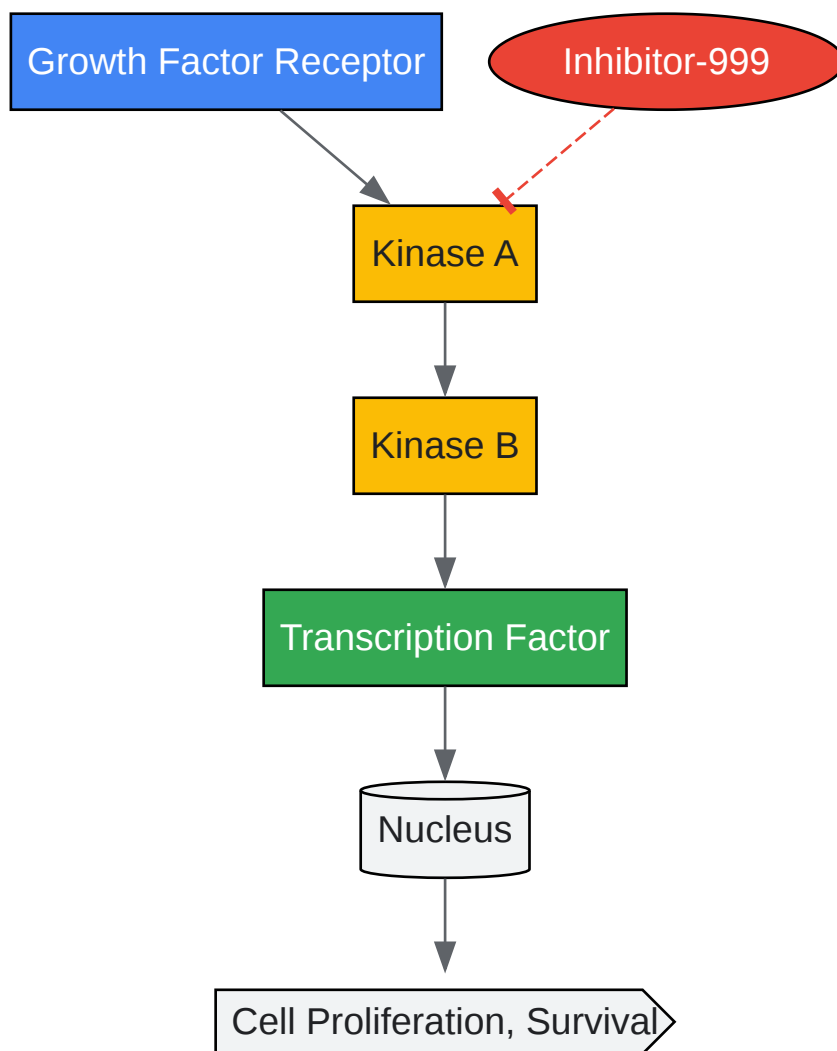 Growth Factor Receptor
Inhibitor-999
Kinase A
Kinase B
Transcription Factor
Nucleus
Cell Proliferation, Survival